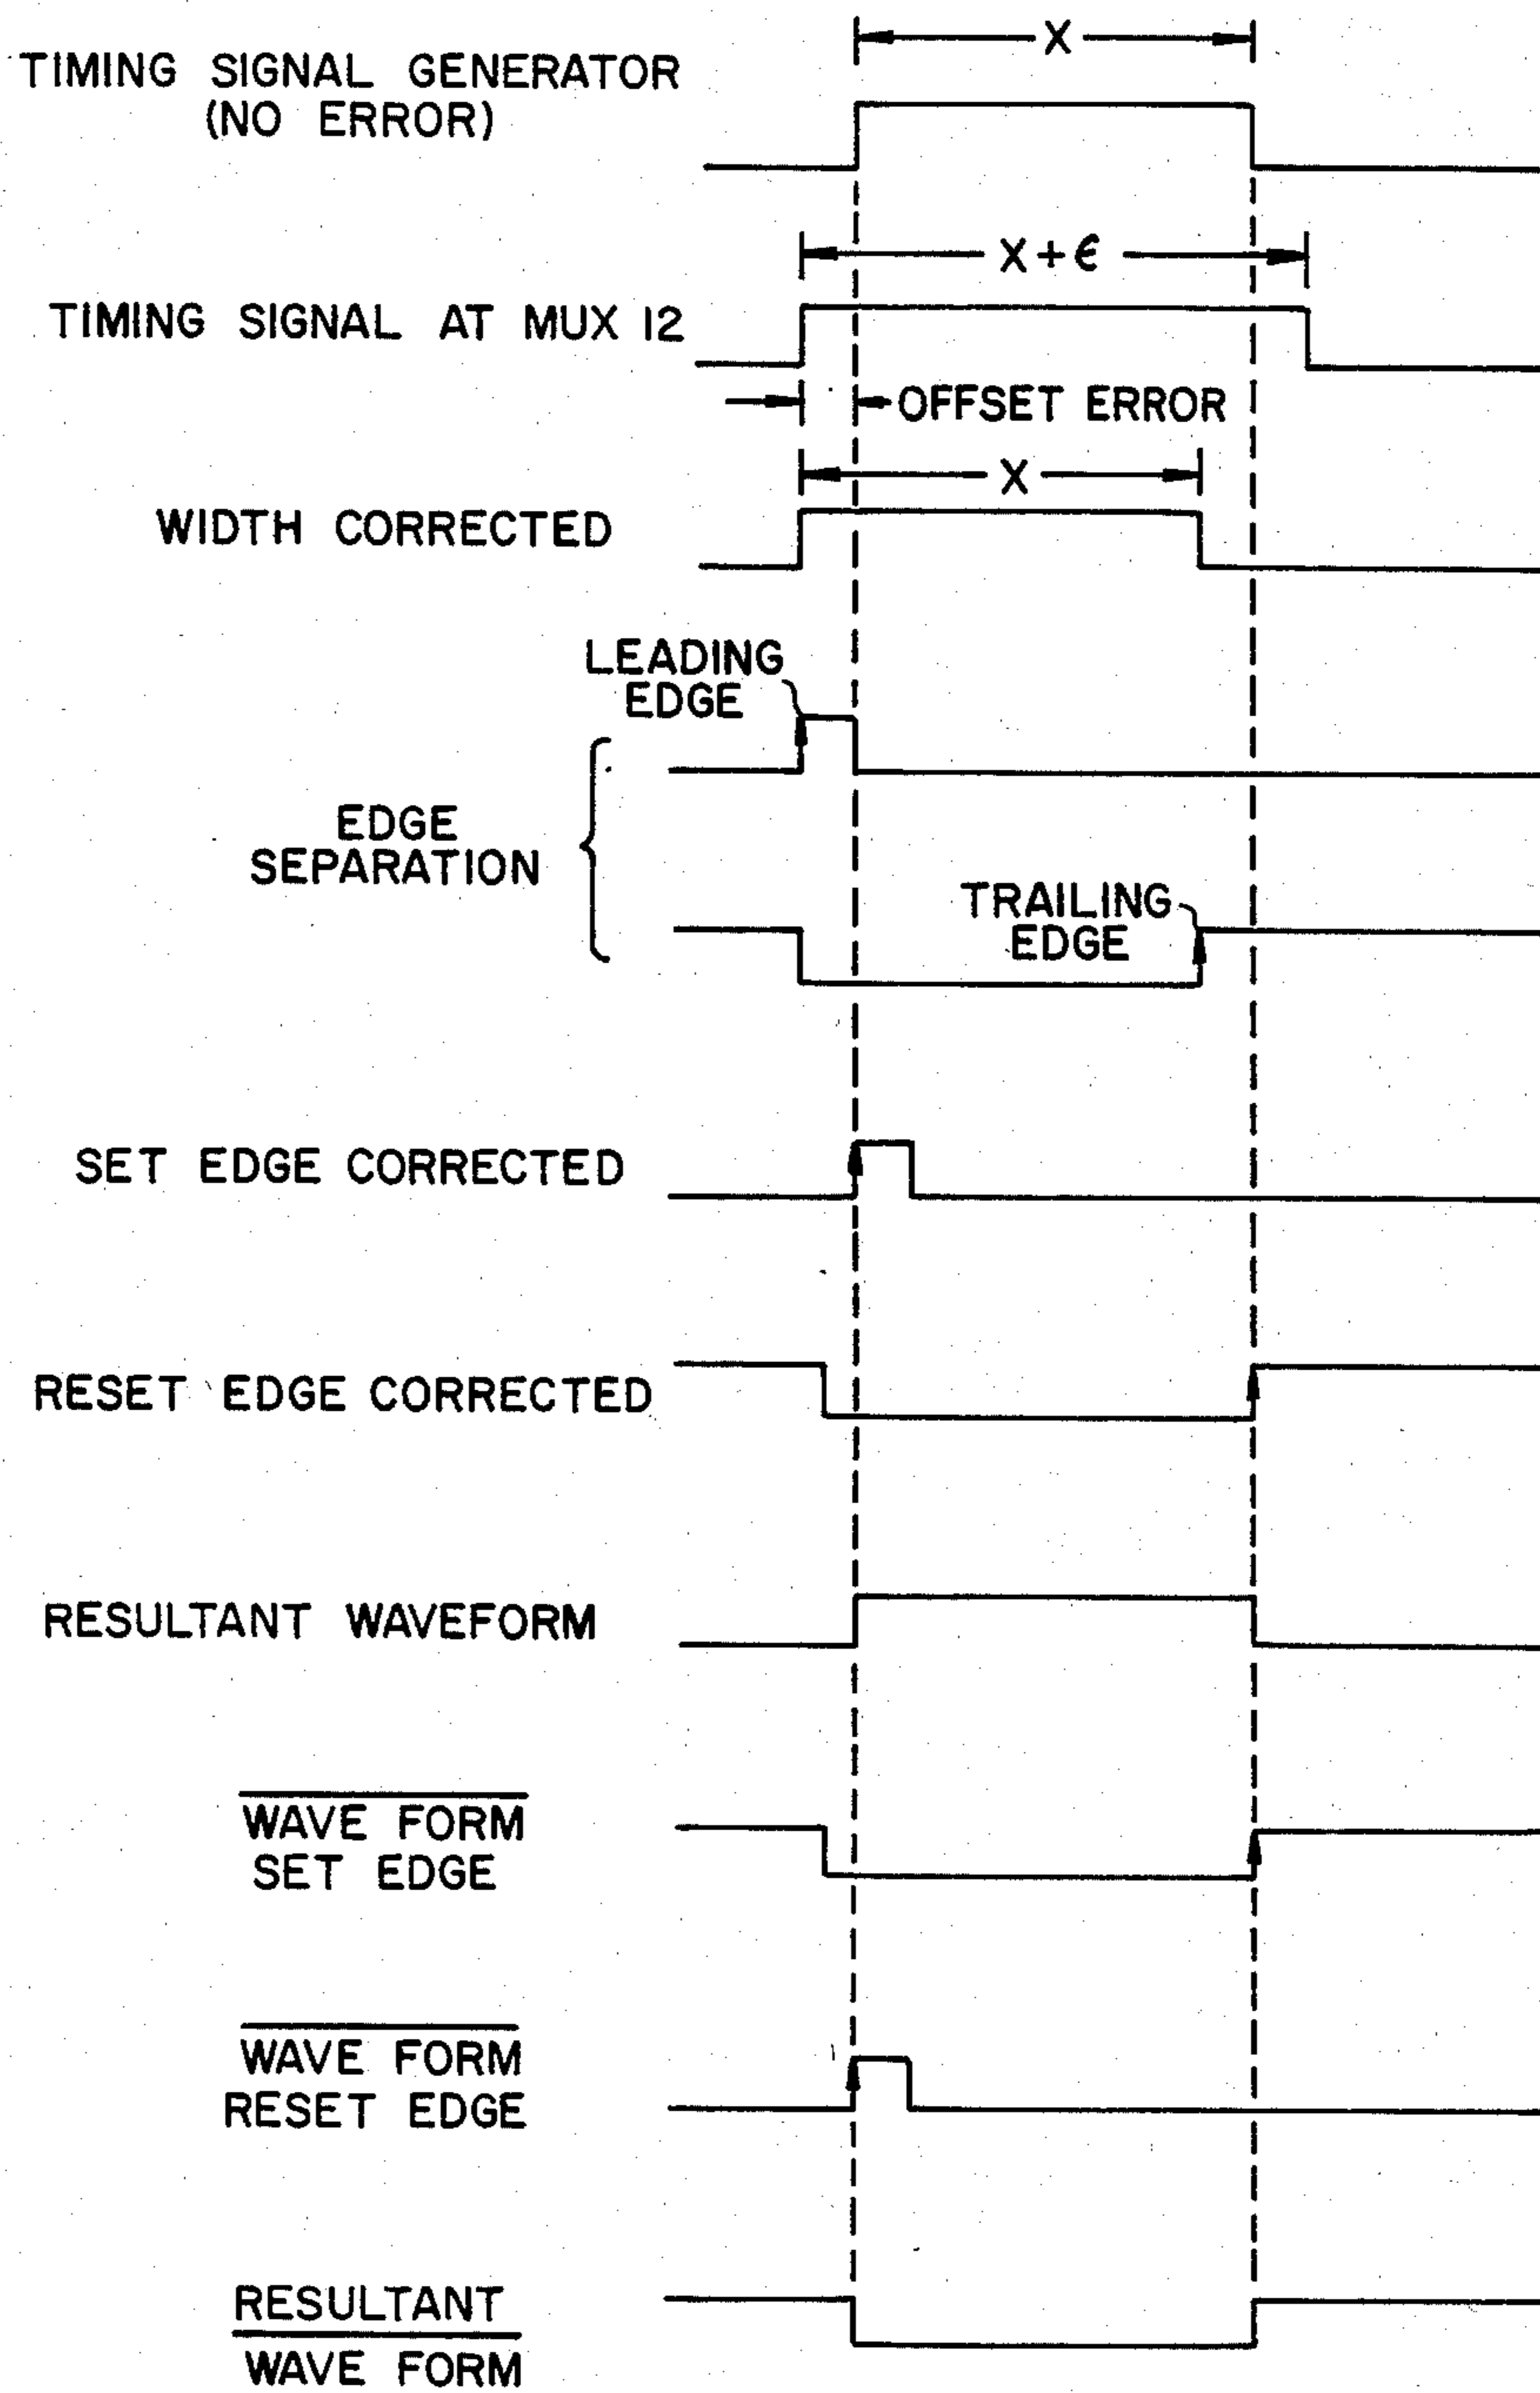 X
TIMING SIGNAL GENERATOR
(NO ERROR)
X+ϵ
TIMING SIGNAL AT MUX 12
OFFSET ERROR
X
WIDTH CORRECTED
LEADING
EDGE
EDGE
SEPARATION
TRAILING
EDGE
SET EDGE CORRECTED
RESET EDGE CORRECTED
RESULTANT WAVEFORM
WAVE FORM
SET EDGE
WAVE FORM
RESET EDGE
RESULTANT
WAVE FORM